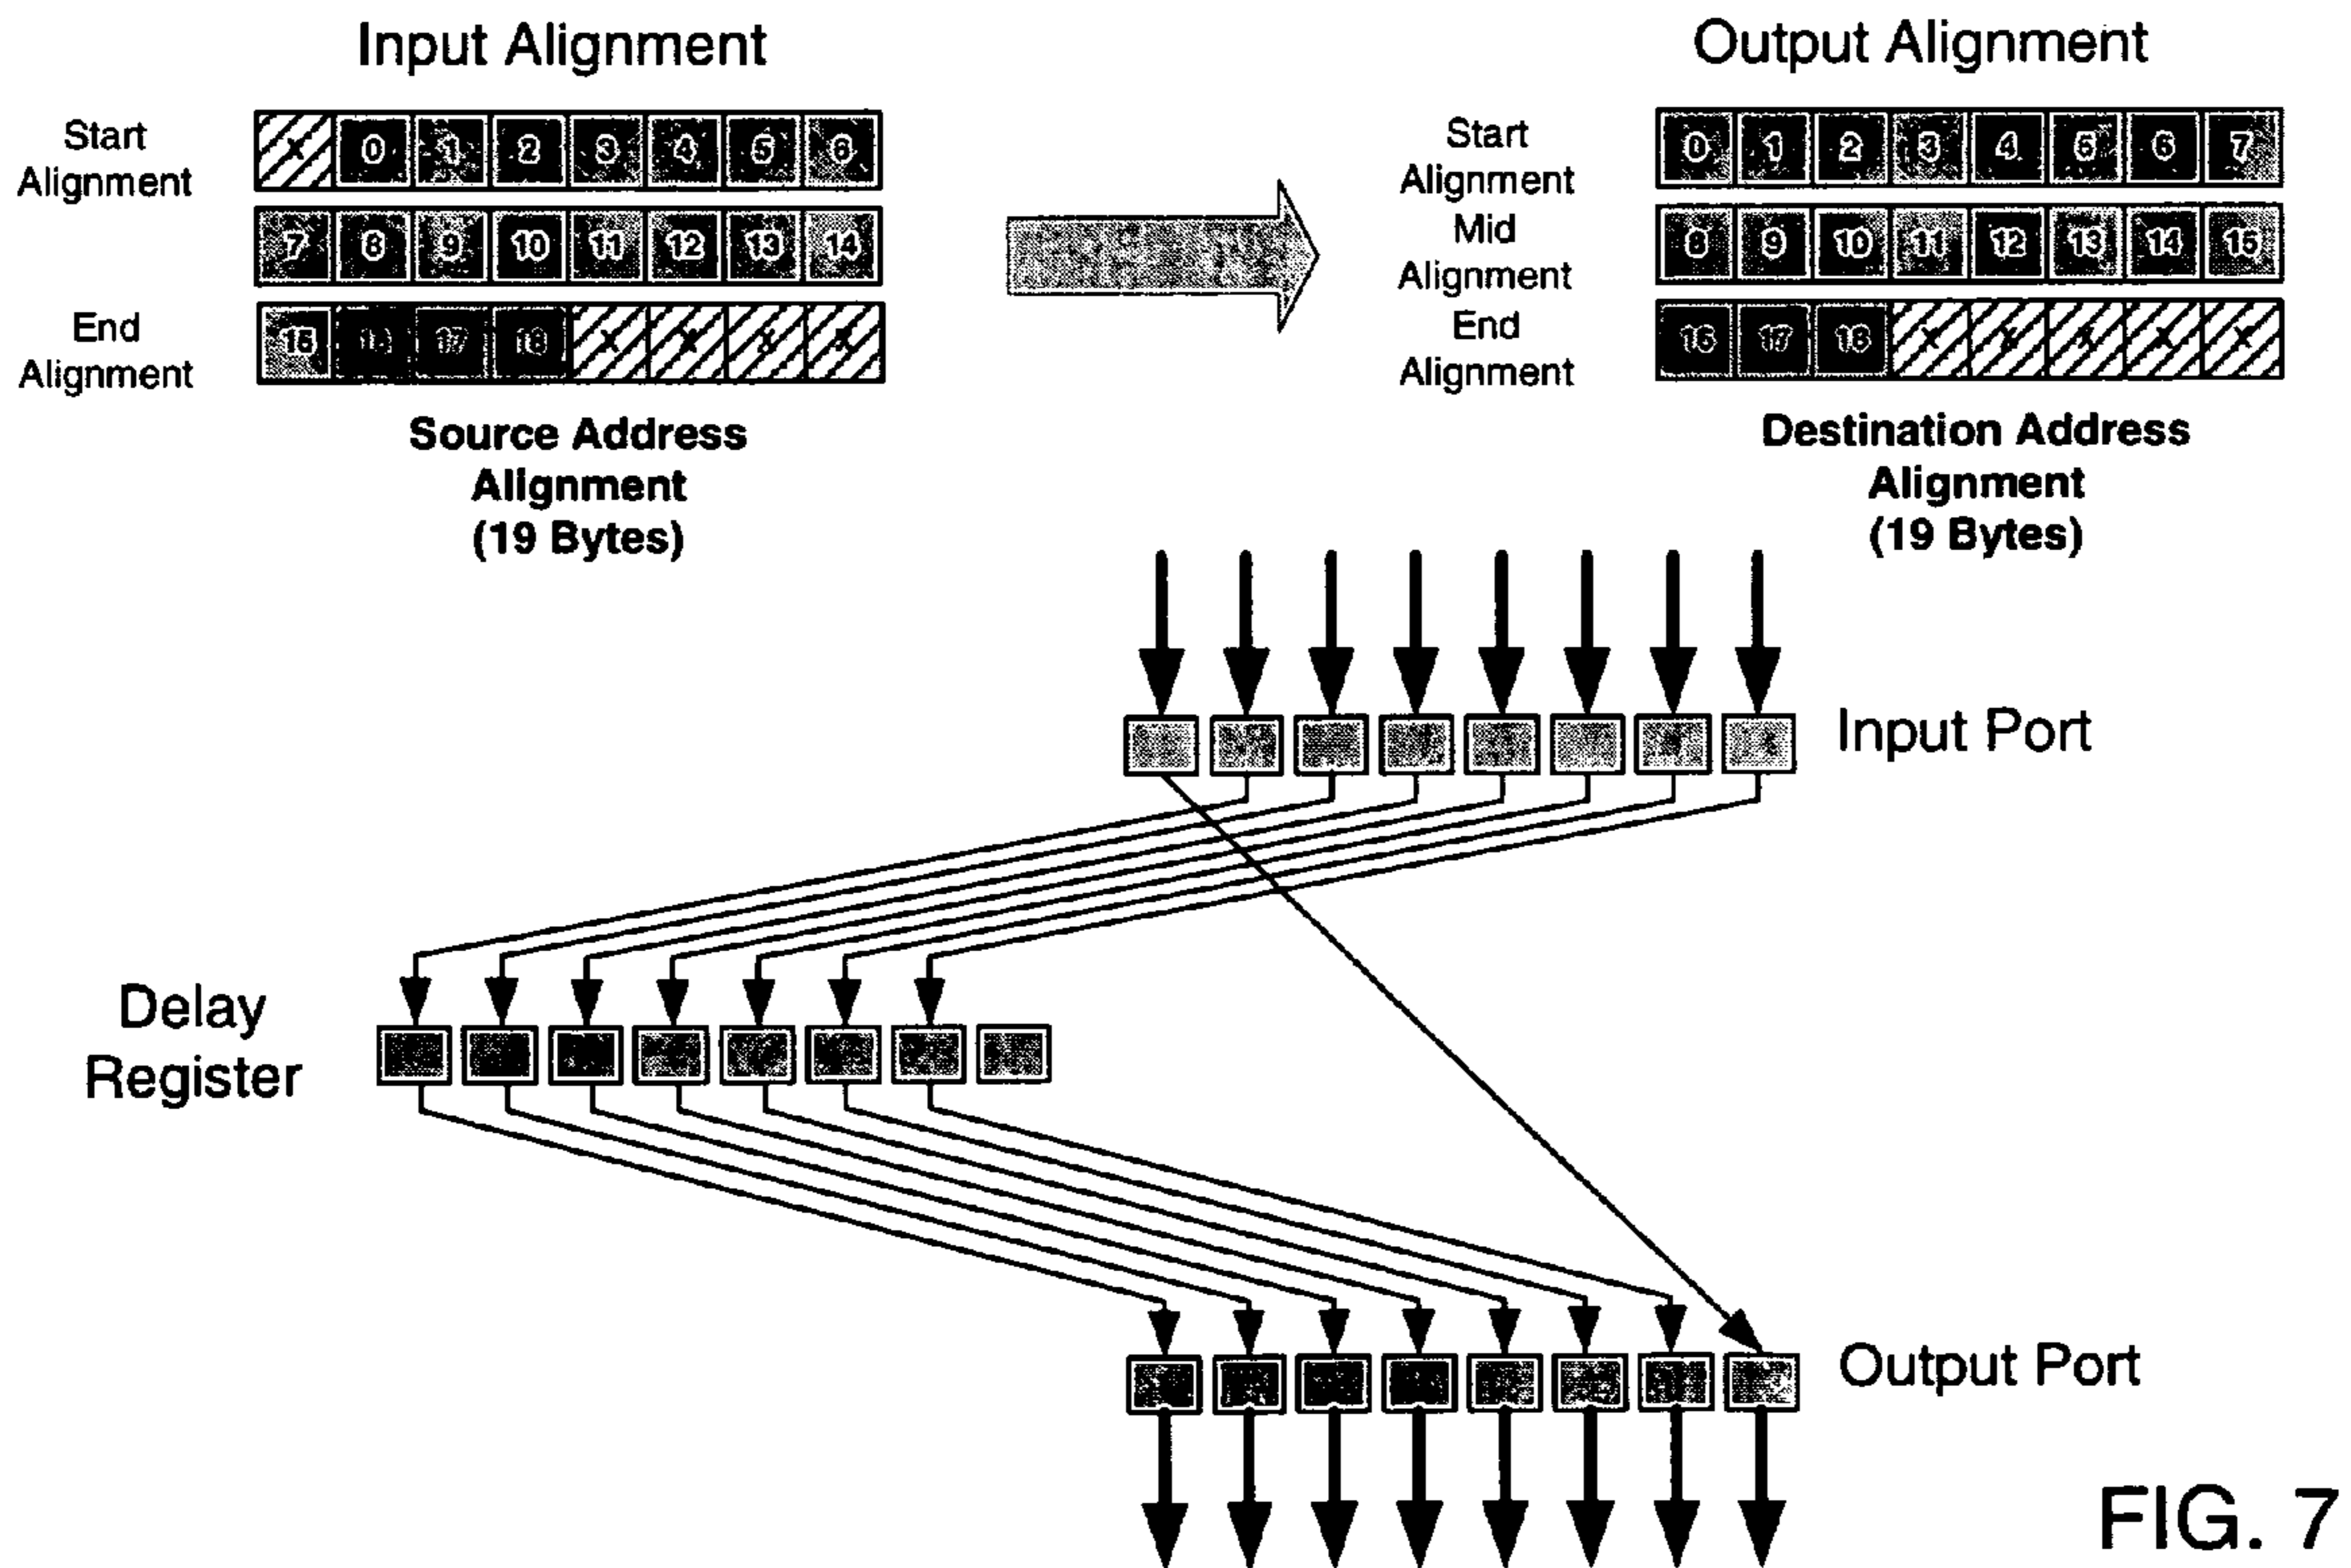 Input Alignment
Output Alignment
Start
Alignment
X 0 1 2 3 4 5 6
7 8 9 10 11 12 13 14
End
Alignment
15 16 17 18 X X X X
Source Address
Alignment
(19 Bytes)
Start
Alignment
0 1 2 3 4 5 6 7
Mid
Alignment
8 9 10 11 12 13 14 15
End
Alignment
16 17 18 X X X X X
Destination Address
Alignment
(19 Bytes)
Input Port
Delay
Register
Output Port
FIG. 7